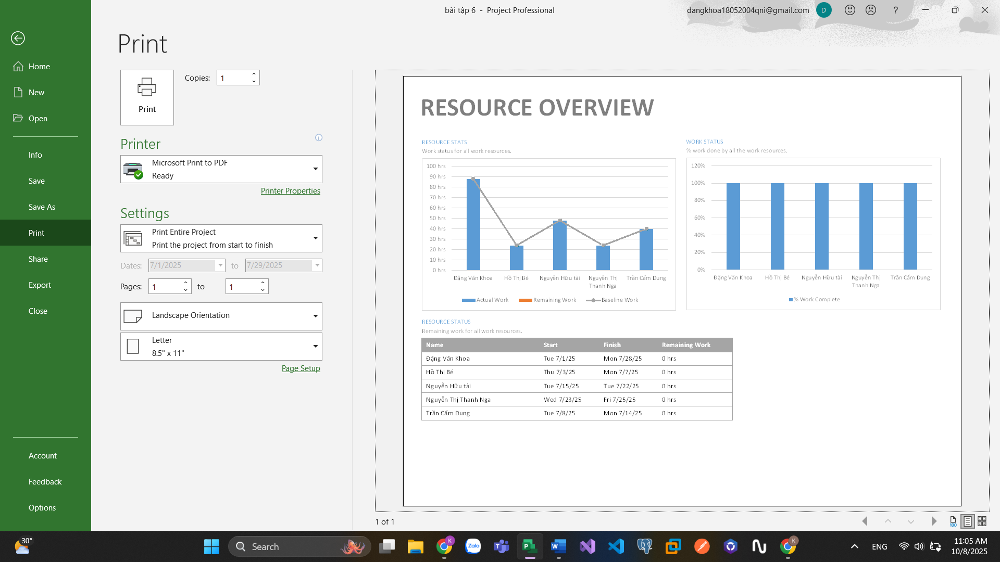 bài tập 6 - Project Professional
dangkhoa18052004qni@gmail.com
D
?
Print
Home
New
Open
Info
Save
Save As
Print
Share
Export
Close
Account
Feedback
Options
Print
Copies: 1
Printer
Microsoft Print to PDF
Ready
Printer Properties
Settings
Print Entire Project
Print the project from start to finish
Dates: 7/1/2025 to 7/29/2025
Pages: 1 to 1
Landscape Orientation
Letter
8.5" x 11"
Page Setup
RESOURCE OVERVIEW
RESOURCE STATS
Work status for all work resources.
100 hrs
90 hrs
80 hrs
70 hrs
60 hrs
50 hrs
40 hrs
30 hrs
20 hrs
10 hrs
0 hrs
Đặng Văn Khoa Hồ Thị Bé Nguyễn Hữu tài Nguyễn Thị Trần Cẩm Dung
Thanh Nga
Actual Work Remaining Work Baseline Work
WORK STATUS
% work done by all the work resources.
120%
100%
80%
60%
40%
20%
0%
Đặng Văn Khoa Hồ Thị Bé Nguyễn Hữu tài Nguyễn Thị Trần Cẩm Dung
Thanh Nga
% Work Complete
RESOURCE STATUS
Remaining work for all work resources.
Name Start Finish Remaining Work
Đặng Văn Khoa Tue 7/1/25 Mon 7/28/25 0 hrs
Hồ Thị Bé Thu 7/3/25 Mon 7/7/25 0 hrs
Nguyễn Hữu tài Tue 7/15/25 Tue 7/22/25 0 hrs
Nguyễn Thị Thanh Nga Wed 7/23/25 Fri 7/25/25 0 hrs
Trần Cẩm Dung Tue 7/8/25 Mon 7/14/25 0 hrs
1 of 1
100
30°
Search
K
Zalo
T
P
W
K
ENG
11:05 AM
10/8/2025